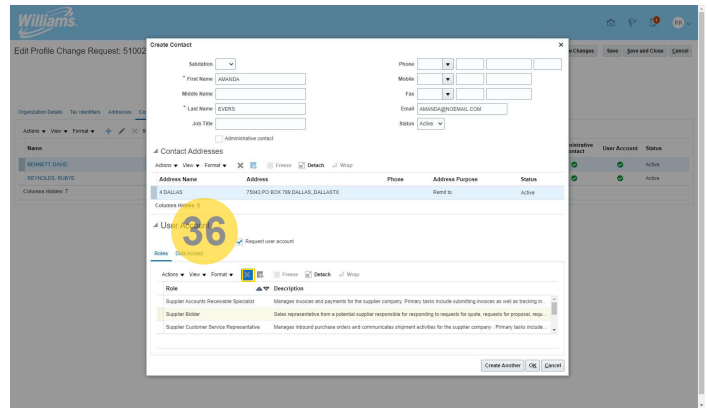 Williams.
RR
Edit Profile Change Request: 51002
w Changes Save Save and Close Cancel
Create Contact
Salutation
* First Name AMANDA
Middle Name
* Last Name EVERS
Job Title
Administrative contact
Phone
Mobile
Fax
Email AMANDA@NOEMAIL.COM
Status Active
Organization Details Tax Identifiers Addresses Co
Actions View Format
Name
BENNETT, DAVID
REYNOLDS, RUBYE
Columns Hidden 7
User Account Status
Active
Active
Contact Addresses
Actions View Format Freeze Detach Wrap
Address Name Address Phone Address Purpose Status
4 DALLAS 75043,PO BOX 789,DALLAS, DALLASTX Remit to Active
Columns Hidden 5
User Account
36
Request user account
Roles Data Access
Actions View Format Freeze Detach Wrap
Role Description
Supplier Accounts Receivable Specialist Manages invoices and payments for the supplier company. Primary tasks include submitting invoices as well as tracking in...
Supplier Bidder Sales representative from a potential supplier responsible for responding to requests for quote, requests for proposal, requ...
Supplier Customer Service Representative Manages inbound purchase orders and communicates shipment activities for the supplier company . Primary tasks include...
Create Another OK Cancel